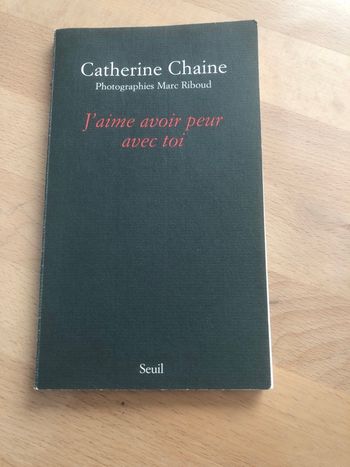 Catherine Chaine
Photographies Marc Riboud
J'aime avoir peur
avec toi
Seuil